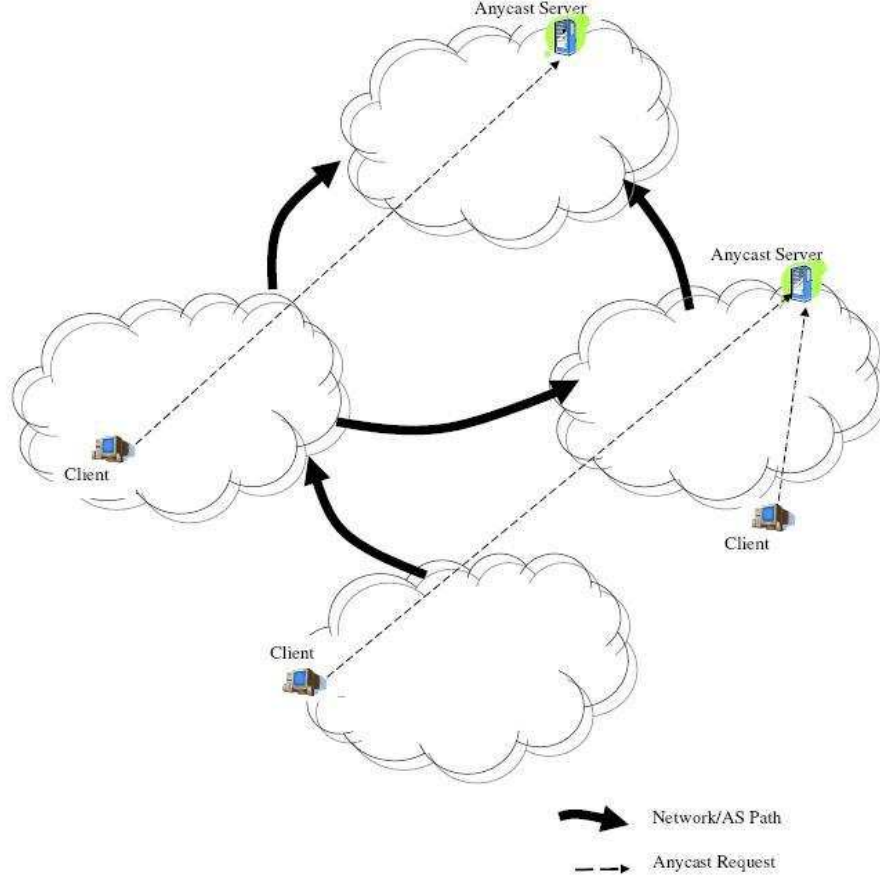 Anycast Server
Anycast Server
Client
Client
Client
Network/AS Path
Anycast Request